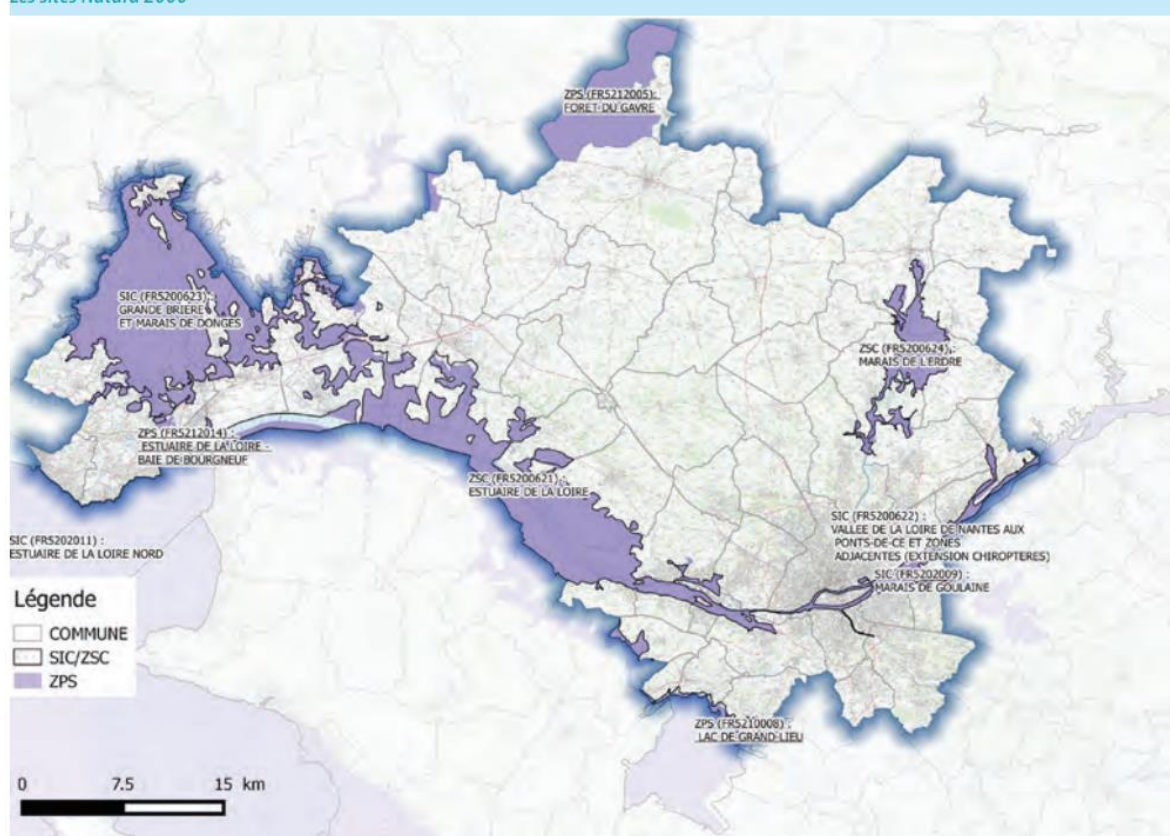 Les sites Natura 2000
ZPS (FR5212005):
FORET DU GAVRE
SIC (FR5200623) :
GRANDE BRIERE
ET MARAIS DE DONGES
ZSC (FR5200624) :
MARAIS DE L'ERDRE
ZPS (FR5212014) :
ESTUAIRE DE LA LOIRE -
BAIE DE BOURGNEUF
ZSC (FR5200621) :
ESTUAIRE DE LA LOIRE
SIC (FR5202011) :
ESTUAIRE DE LA LOIRE NORD
SIC (FR5200622) :
VALLEE DE LA LOIRE DE NANTES AUX
PONTS-DE-CE ET ZONES
ADJACENTES (EXTENSION CHIROPTERES)
SIC (FR5202009) :
MARAIS DE GOULAINE
Légende
COMMUNE
SIC/ZSC
ZPS
ZPS (FR5210008) :
LAC DE GRAND-LIEU
0 7.5 15 km